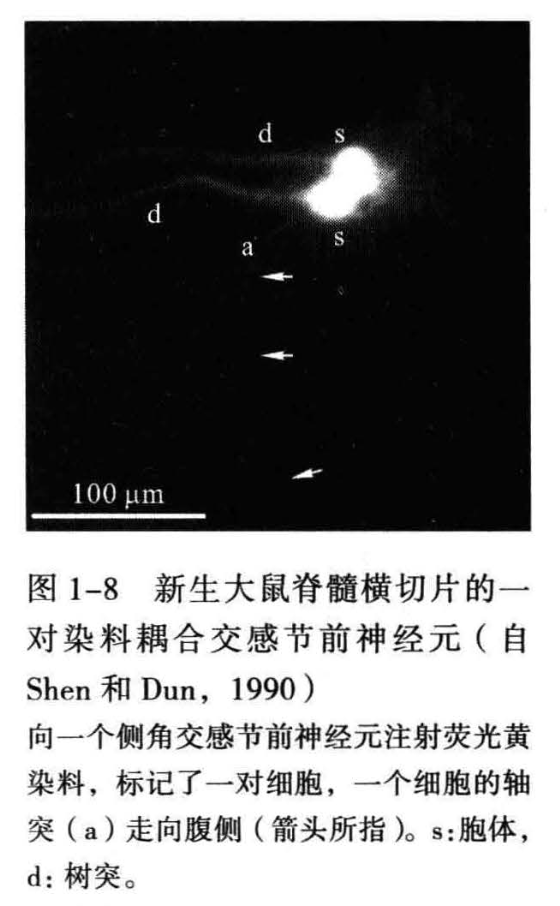 d
s
d
s
a
100 μm
图 1-8 新生大鼠脊髓横切片的一
对染料耦合交感节前神经元（自
Shen 和 Dun，1990）
向一个侧角交感节前神经元注射荧光黄
染料，标记了一对细胞，一个细胞的轴
突（a）走向腹侧（箭头所指）。s:胞体，
d: 树突。